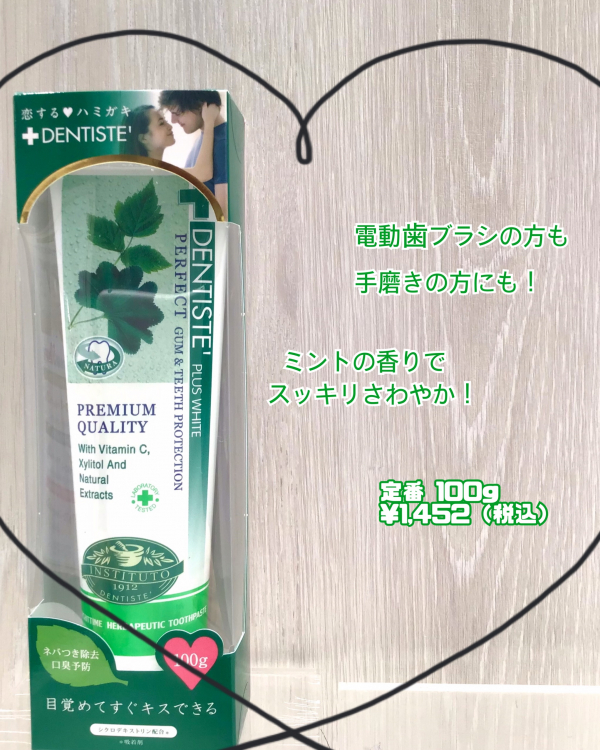 恋する♥ハミガキ
DENTISTE'
DENTISTE' PLUS WHITE
PERFECT GUM & TEETH PROTECTION
NATURA
PREMIUM
QUALITY
With Vitamin C,
Xylitol And
Natural
Extracts
LABORATORY
TESTED
INSTITUTO
1912
DENTISTE'
HERBAPEUTIC TOOTHPASTE
ネバつき除去
口臭予防
100g
目覚めてすぐキスできる
シクロデキストリン配合※
※吸着剤
電動歯ブラシの方も
手磨きの方にも!
ミントの香りで
スッキリさわやか!
定番 100g
¥1,452(税込)